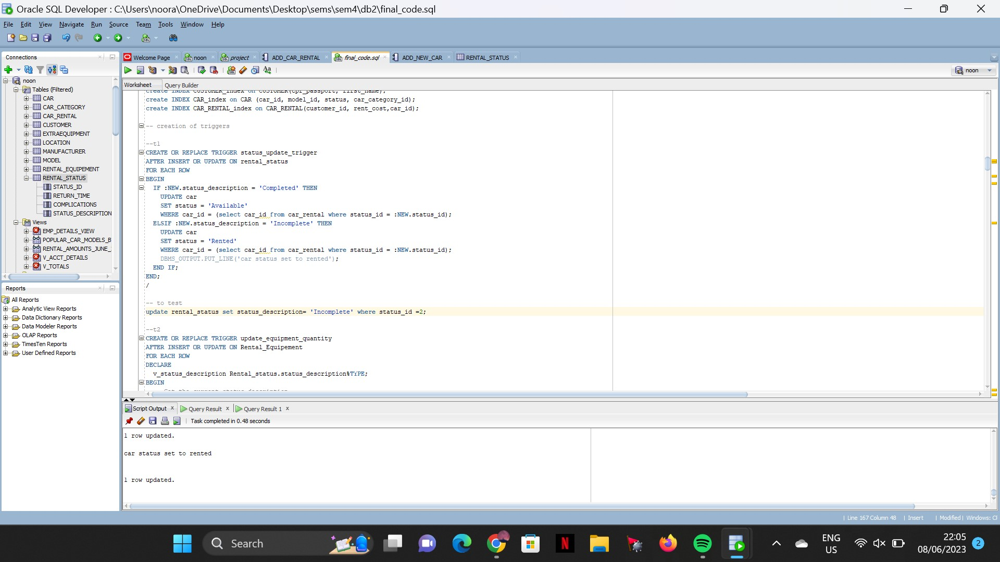 Oracle SQL Developer : C:\Users\noora\OneDrive\Documents\Desktop\sems\sem4\db2\final_code.sql
File Edit View Navigate Run Source Team Tools Window Help
Connections
noon
Tables (Filtered)
CAR
CAR_CATEGORY
CAR_RENTAL
CUSTOMER
EXTRAEQUIPMENT
LOCATION
MANUFACTURER
MODEL
RENTAL_EQUIPEMENT
RENTAL_STATUS
STATUS_ID
RETURN_TIME
COMPLICATIONS
STATUS_DESCRIPTION
Views
EMP_DETAILS_VIEW
POPULAR_CAR_MODELS_B
RENTAL_AMOUNTS_JUNE_
V_ACCT_DETAILS
V_TOTALS
Reports
All Reports
Analytic View Reports
Data Dictionary Reports
Data Modeler Reports
OLAP Reports
TimesTen Reports
User Defined Reports
Welcome Page noon project ADD_CAR_RENTAL final_code.sql ADD_NEW_CAR RENTAL_STATUS
noon
Worksheet Query Builder
create INDEX CUSTOMER_index on CUSTOMER(cpr_passport, first_name);
create INDEX CAR_index on CAR (car_id, model_id, status, car_category_id);
create INDEX CAR_RENTAL_index on CAR_RENTAL(customer_id, rent_cost,car_id);
-- creation of triggers
--t1
CREATE OR REPLACE TRIGGER status_update_trigger
AFTER INSERT OR UPDATE ON rental_status
FOR EACH ROW
BEGIN
IF :NEW.status_description = 'Completed' THEN
UPDATE car
SET status = 'Available'
WHERE car_id = (select car_id from car_rental where status_id = :NEW.status_id);
ELSIF :NEW.status_description = 'Incomplete' THEN
UPDATE car
SET status = 'Rented'
WHERE car_id = (select car_id from car_rental where status_id = :NEW.status_id);
DBMS_OUTPUT.PUT_LINE('car status set to rented');
END IF;
END;
/
-- to test
update rental_status set status_description= 'Incomplete' where status_id =2;
--t2
CREATE OR REPLACE TRIGGER update_equipment_quantity
AFTER INSERT OR UPDATE ON Rental_Equipement
FOR EACH ROW
DECLARE
v_status_description Rental_status.status_description%TYPE;
BEGIN
Script Output Query Result Query Result 1
Task completed in 0.48 seconds
1 row updated.
car status set to rented
1 row updated.
Line 167 Column 48 Insert Modified Windows: CF
Search
ENG
US
22:05
08/06/2023
2